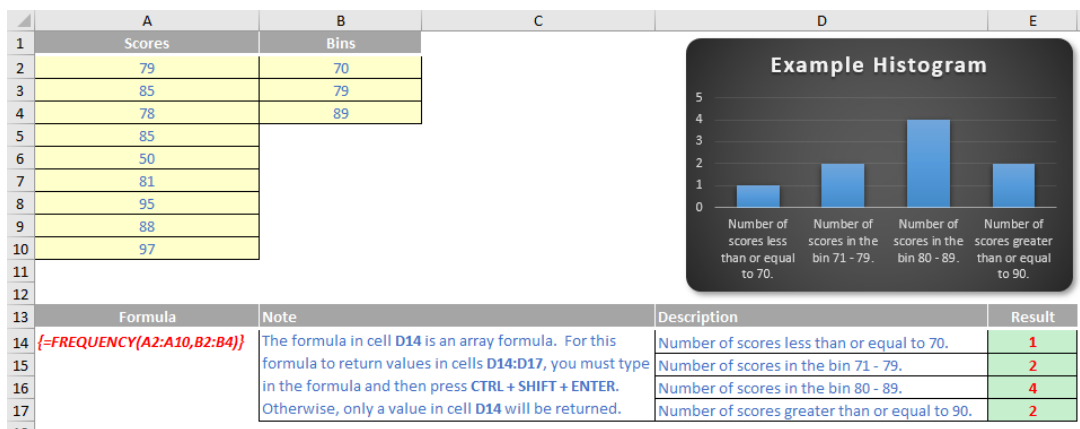 A B C D E
1 Scores Bins
2 79 70
3 85 79
4 78 89
5 85
6 50
7 81
8 95
9 88
10 97
11
12
Example Histogram
5
4
3
2
1
0
Number of scores less than or equal to 70.
Number of scores in the bin 71 - 79.
Number of scores in the bin 80 - 89.
Number of scores greater than or equal to 90.
13 Formula Note Description Result
14 {=FREQUENCY(A2:A10,B2:B4)} The formula in cell D14 is an array formula. For this Number of scores less than or equal to 70. 1
15 formula to return values in cells D14:D17, you must type Number of scores in the bin 71 - 79. 2
16 in the formula and then press CTRL + SHIFT + ENTER. Number of scores in the bin 80 - 89. 4
17 Otherwise, only a value in cell D14 will be returned. Number of scores greater than or equal to 90. 2